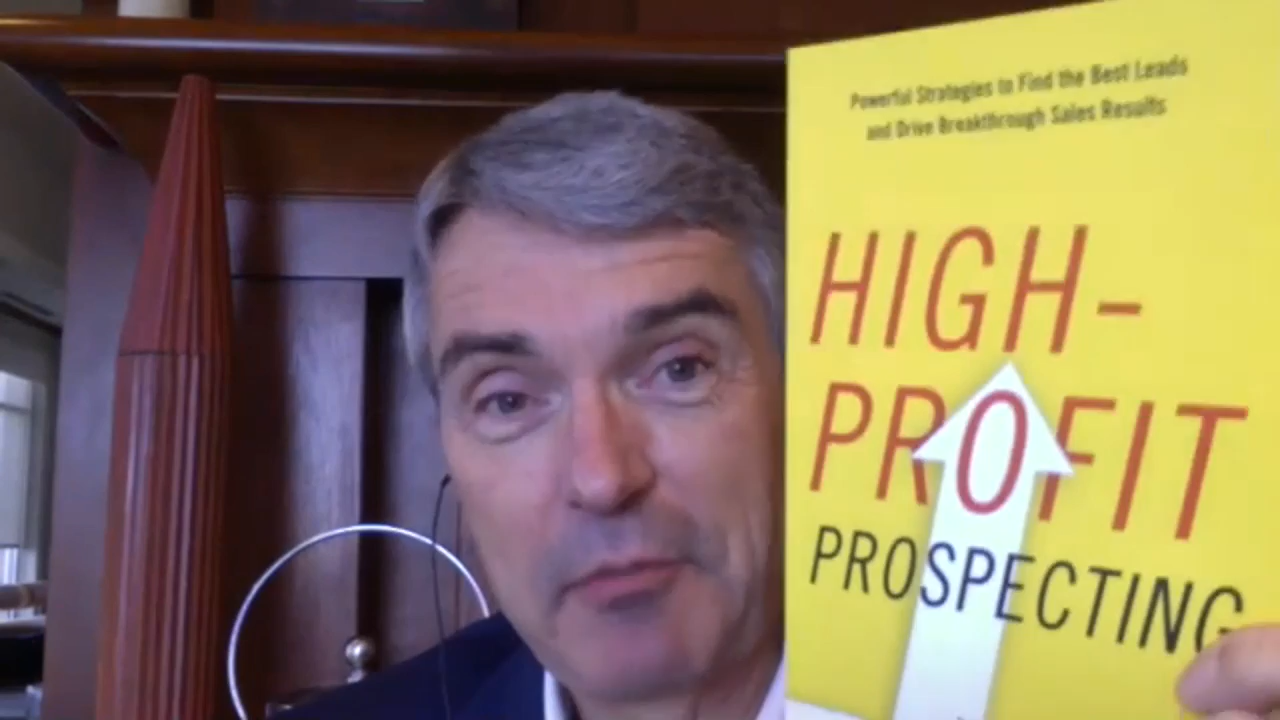 Powerful Strategies to Find the Best Leads
and Drive Breakthrough Sales Results
HIGH-
PROFIT
PROSPECTING